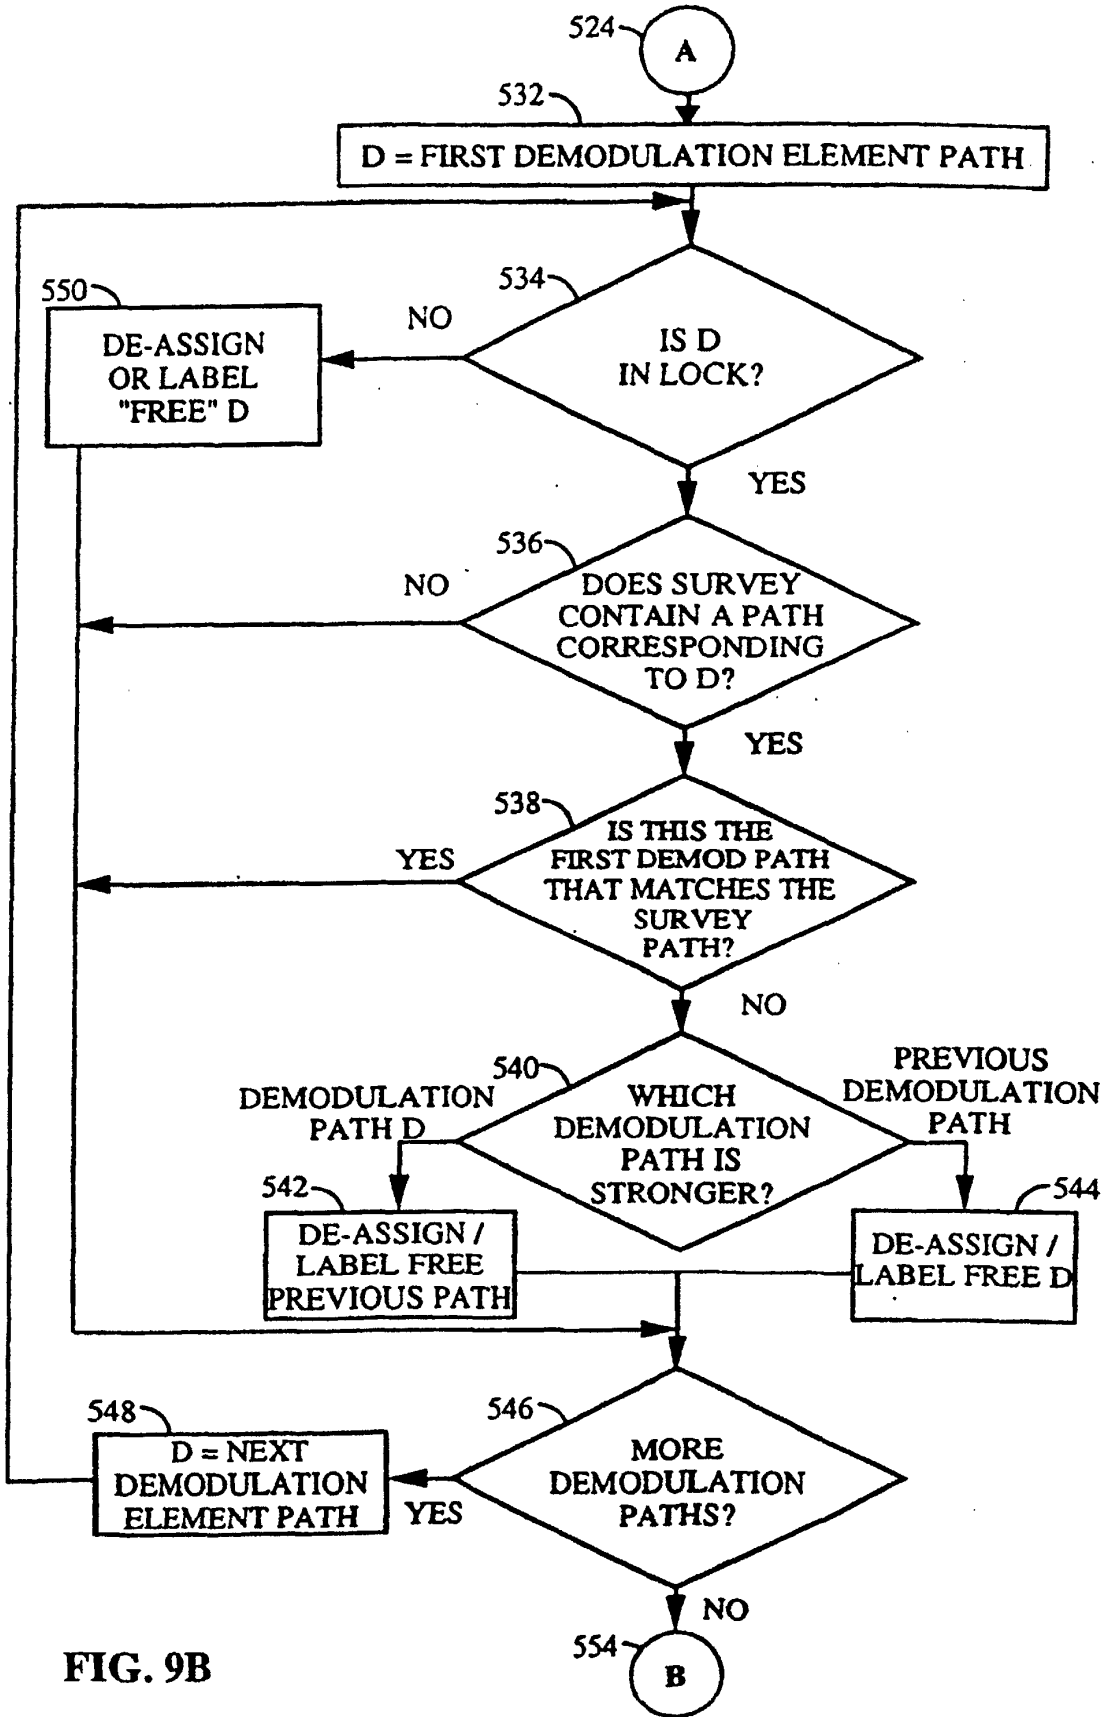 524
A
532
D = FIRST DEMODULATION ELEMENT PATH
534
IS D
IN LOCK?
NO
550
DE-ASSIGN
OR LABEL
"FREE" D
YES
536
DOES SURVEY
CONTAIN A PATH
CORRESPONDING
TO D?
NO
YES
538
IS THIS THE
FIRST DEMOD PATH
THAT MATCHES THE
SURVEY
PATH?
YES
NO
540
WHICH
DEMODULATION
PATH IS
STRONGER?
DEMODULATION
PATH D
PREVIOUS
DEMODULATION
PATH
542
DE-ASSIGN /
LABEL FREE
PREVIOUS PATH
544
DE-ASSIGN /
LABEL FREE D
546
MORE
DEMODULATION
PATHS?
YES
548
D = NEXT
DEMODULATION
ELEMENT PATH
NO
554
B
FIG. 9B